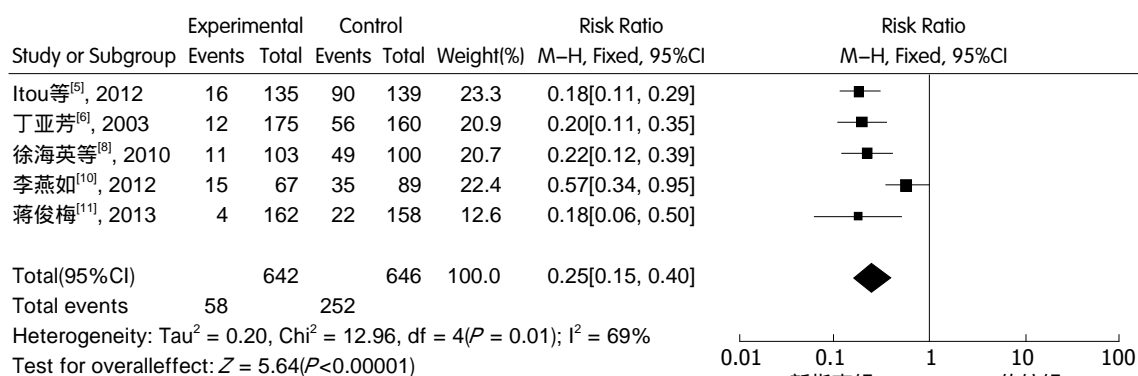 Experimental Control Risk Ratio Risk Ratio
Study or Subgroup Events Total Events Total Weight(%) M–H, Fixed, 95%CI M–H, Fixed, 95%CI
Itou等[5], 2012 16 135 90 139 23.3 0.18[0.11, 0.29]
丁亚芳[6], 2003 12 175 56 160 20.9 0.20[0.11, 0.35]
徐海英等[8], 2010 11 103 49 100 20.7 0.22[0.12, 0.39]
李燕如[10], 2012 15 67 35 89 22.4 0.57[0.34, 0.95]
蒋俊梅[11], 2013 4 162 22 158 12.6 0.18[0.06, 0.50]
Total(95%CI) 642 646 100.0 0.25[0.15, 0.40]
Total events 58 252
Heterogeneity: Tau² = 0.20, Chi² = 12.96, df = 4(P = 0.01); I² = 69%
Test for overalleffect: Z = 5.64(P<0.00001)
0.01 0.1 1 10 100